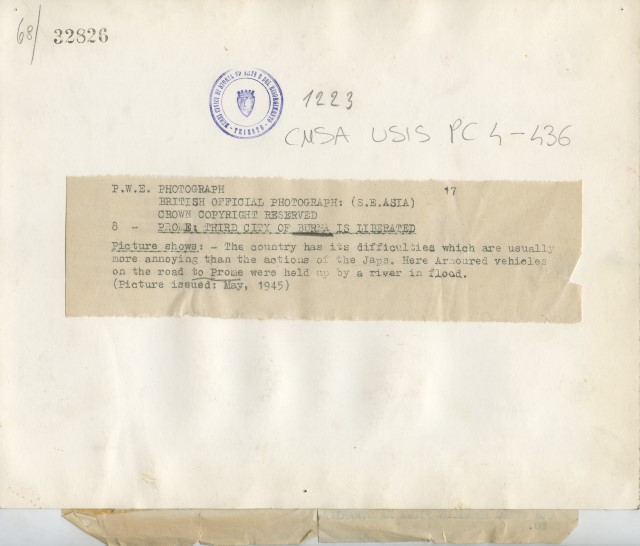 68/ 32826
1223
CMSA USIS PC 4-436
TRIESTE
P.W.E. PHOTOGRAPH 17
BRITISH OFFICIAL PHOTOGRAPH: (S.E.ASIA)
CROWN COPYRIGHT RESERVED
8 - PROME: THIRD CITY OF BURMA IS LIBERATED
Picture shows: - The country has its difficulties which are usually
more annoying than the actions of the Japs. Here Armoured vehicles
on the road to Prome were held up by a river in flood.
(Picture issued: May, 1945)